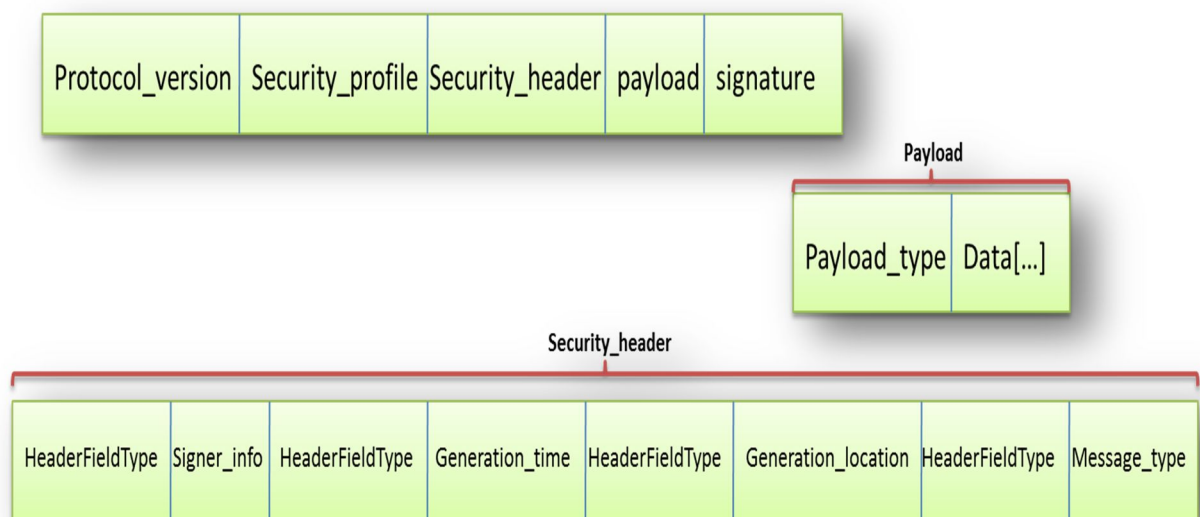 Protocol_version Security_profile Security_header payload signature
Payload
Payload_type Data[...]
Security_header
HeaderFieldType Signer_info HeaderFieldType Generation_time HeaderFieldType Generation_location HeaderFieldType Message_type